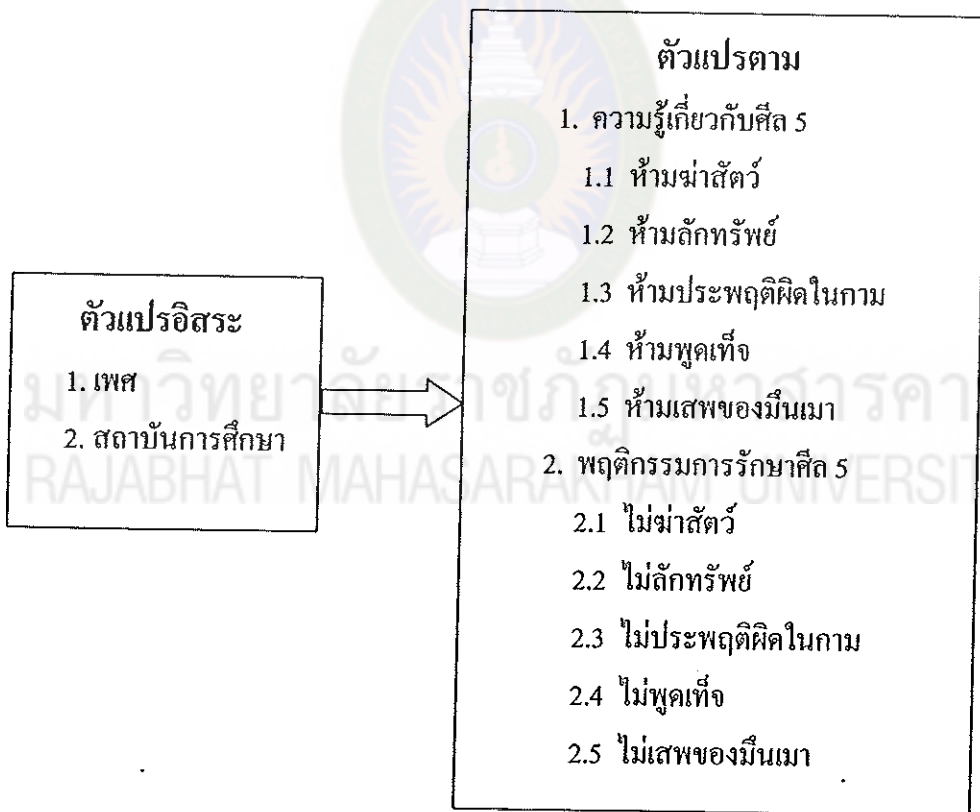 ตัวแปรอิสระ
1. เพศ
2. สถาบันการศึกษา
ตัวแปรตาม
1. ความรู้เกี่ยวกับศีล 5
1.1 ห้ามฆ่าสัตว์
1.2 ห้ามลักทรัพย์
1.3 ห้ามประพฤติผิดในกาม
1.4 ห้ามพูดเท็จ
1.5 ห้ามเสพของมึนเมา
2. พฤติกรรมการรักษาศีล 5
2.1 ไม่ฆ่าสัตว์
2.2 ไม่ลักทรัพย์
2.3 ไม่ประพฤติผิดในกาม
2.4 ไม่พูดเท็จ
2.5 ไม่เสพของมึนเมา
มหาวิทยาลัยราชภัฏมหาสารคา
RAJABHAT MAHASARAKHAM UNIVERSIT